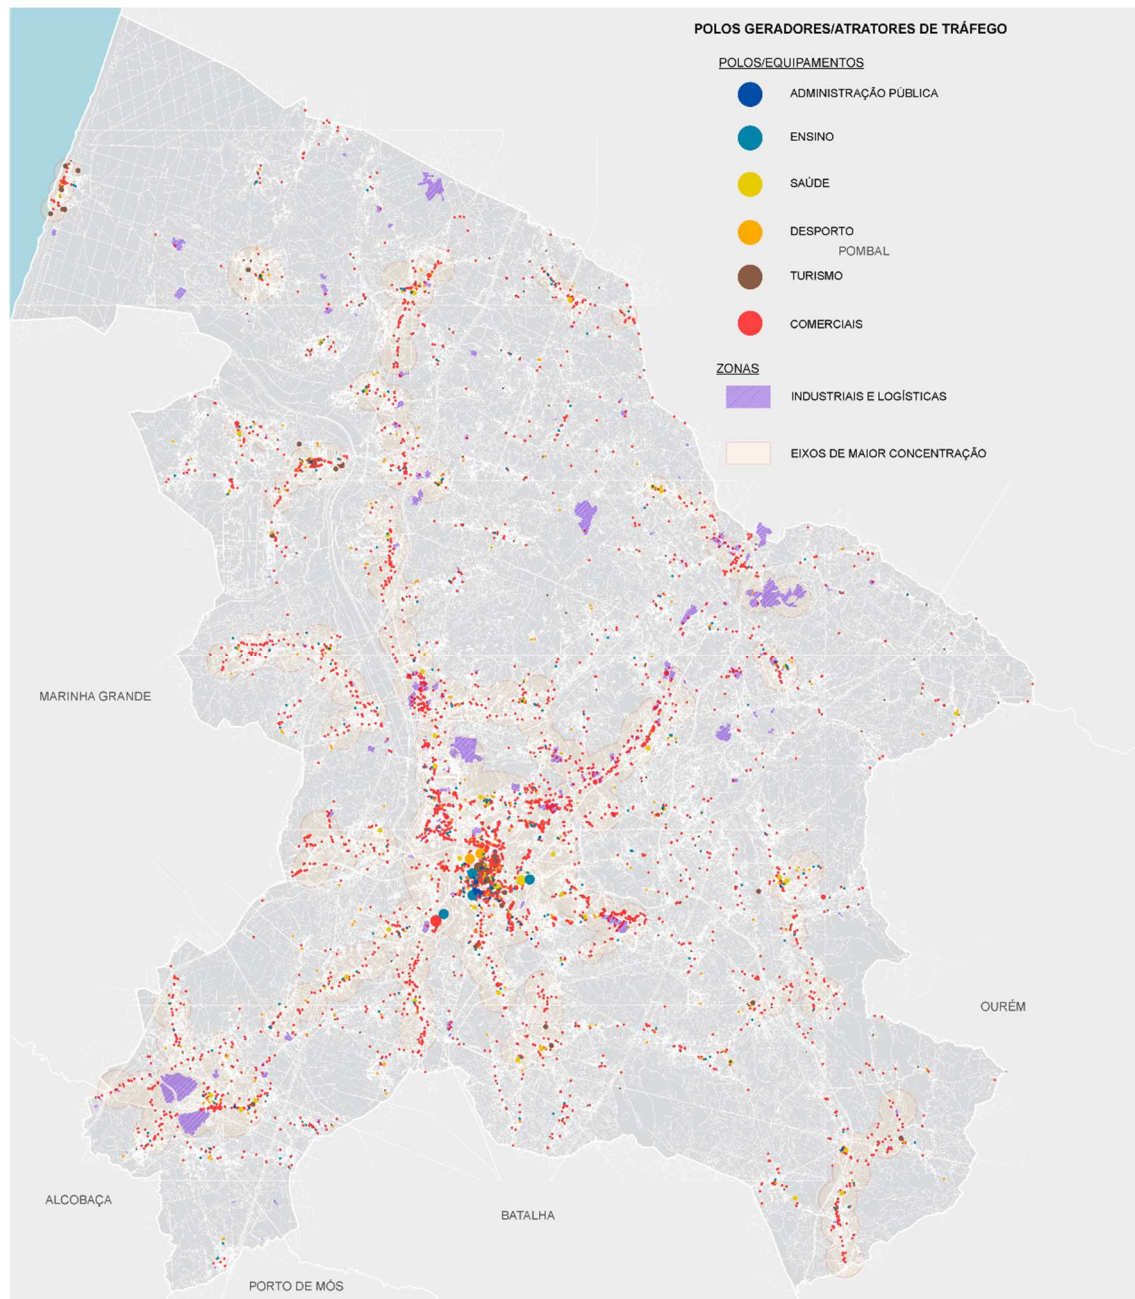 POLOS GERADORES/ATRATORES DE TRÁFEGO
POLOS/EQUIPAMENTOS
ADMINISTRAÇÃO PÚBLICA
ENSINO
SAÚDE
DESPORTO
POMBAL
TURISMO
COMERCIAIS
ZONAS
INDUSTRIAIS E LOGÍSTICAS
EIXOS DE MAIOR CONCENTRAÇÃO
MARINHA GRANDE
OURÉM
ALCOBAÇA
BATALHA
PORTO DE MÓS